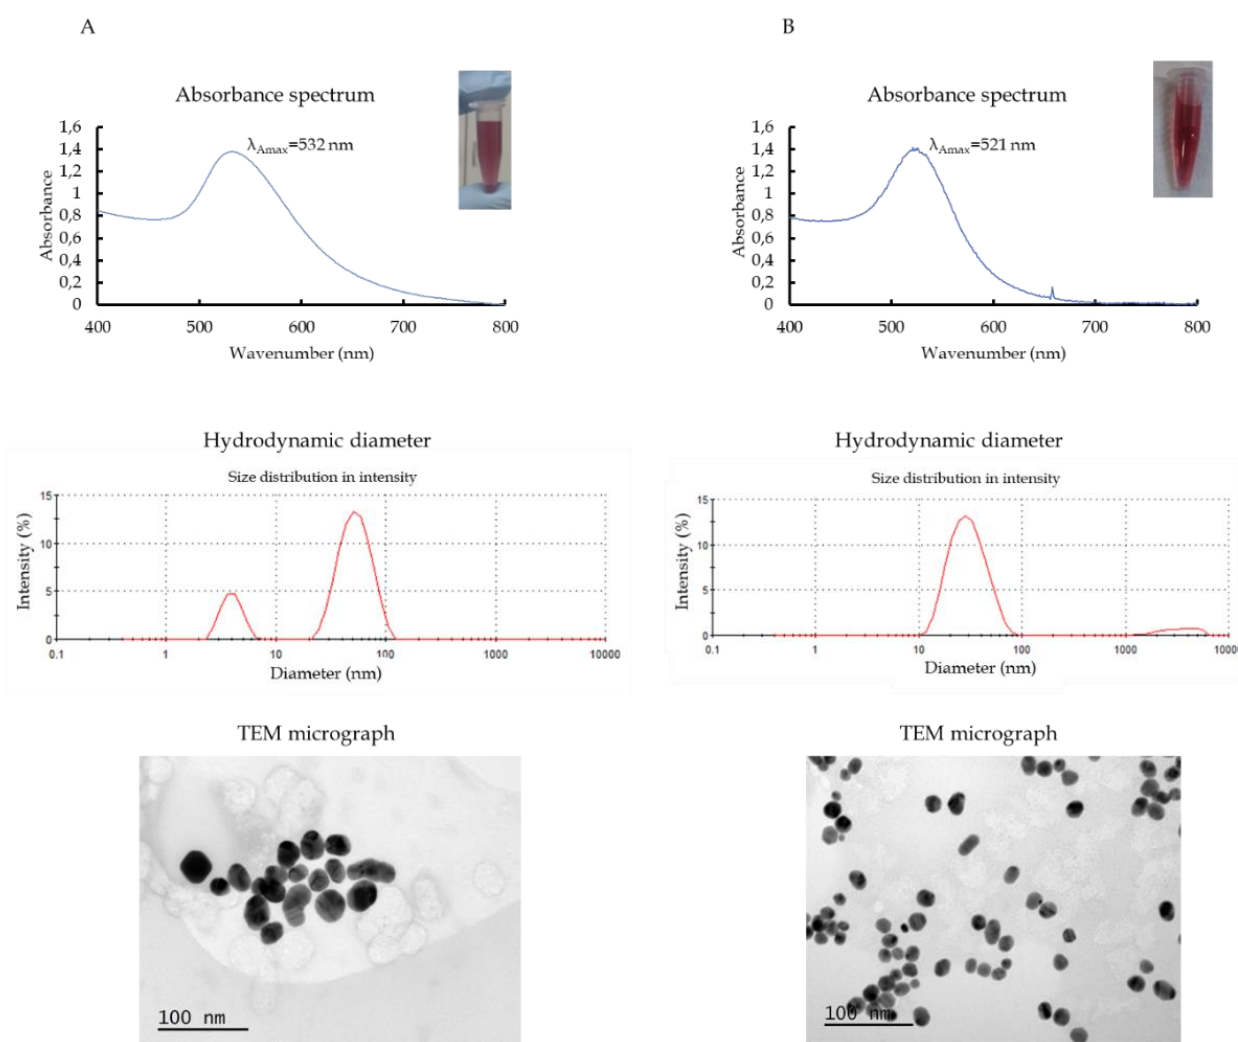 A
Absorbance spectrum
λAmax=532 nm
Absorbance
1,6
1,4
1,2
1
0,8
0,6
0,4
0,2
0
400 500 600 700 800
Wavenumber (nm)
Hydrodynamic diameter
Size distribution in intensity
Intensity (%)
15
10
5
0
0.1 1 10 100 1000 10000
Diameter (nm)
TEM micrograph
100 nm
B
Absorbance spectrum
λAmax=521 nm
Absorbance
1,6
1,4
1,2
1
0,8
0,6
0,4
0,2
0
400 500 600 700 800
Wavenumber (nm)
Hydrodynamic diameter
Size distribution in intensity
Intensity (%)
15
10
5
0
0.1 1 10 100 1000 1000
Diameter (nm)
TEM micrograph
100 nm